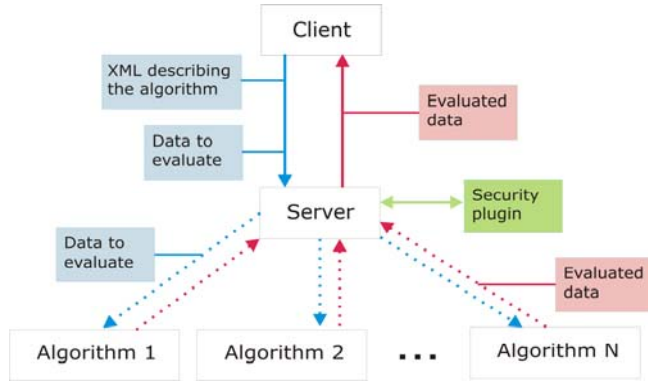 Client
XML describing
the algorithm
Evaluated
data
Data to
evaluate
Security
plugin
Server
Data to
evaluate
Evaluated
data
Algorithm 1
Algorithm 2
...
Algorithm N